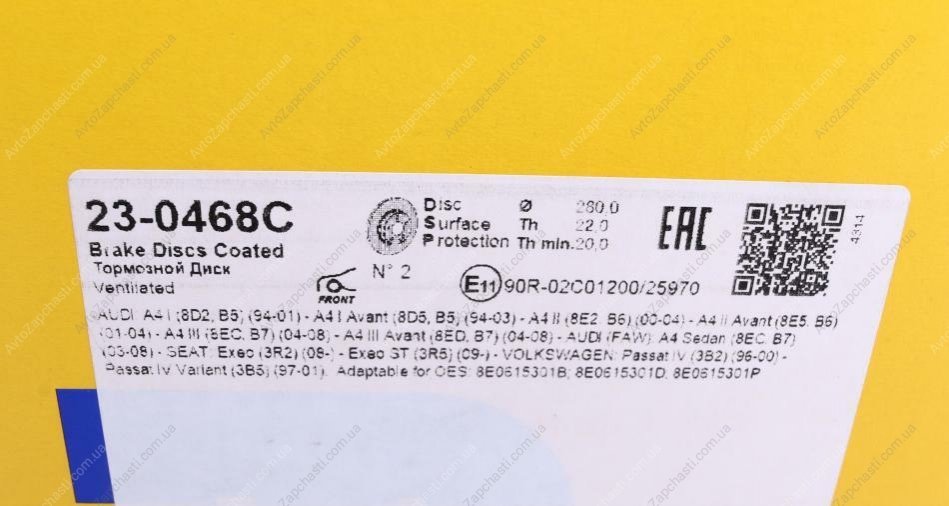 23-0468C
Brake Discs Coated
Тормозной Диск
Ventilated
Disc Ø 280,0
Surface Th 22,0
Protection Th min. 20,0
EAC
4314
N° 2
FRONT
E11 90R-02C01200/25970
AUDI: A4 I (8D2, B5) (94-01) - A4 I Avant (8D5, B5) (94-03) - A4 II (8E2, B6) (00-04) - A4 II Avant (8E5, B6)
(01-04) - A4 III (8EC, B7) (04-08) - A4 III Avant (8ED, B7) (04-08) - AUDI (FAW): A4 Sedan (8EC, B7)
(03-08) - SEAT: Exeo (3R2) (08-) - Exeo ST (3R5) (09-) - VOLKSWAGEN: Passat IV (3B2) (96-00) -
Passat IV Variant (3B5) (97-01). Adaptable for OES: 8E0615301B; 8E0615301D; 8E0615301P
AvtoZapchasti.com.ua